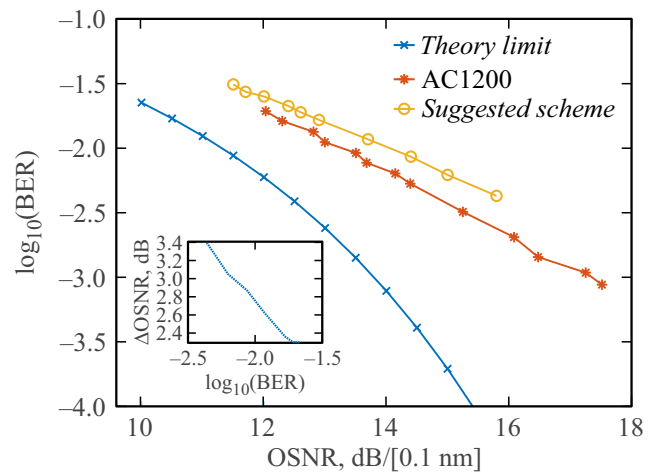 −1.0
−1.5
−2.0
−2.5
−3.0
−3.5
−4.0
log₁₀(BER)
Theory limit
AC1200
Suggested scheme
3.4
3.2
3.0
2.8
2.6
2.4
ΔOSNR, dB
−2.5 −2.0 −1.5
log₁₀(BER)
10 12 14 16 18
OSNR, dB/[0.1 nm]